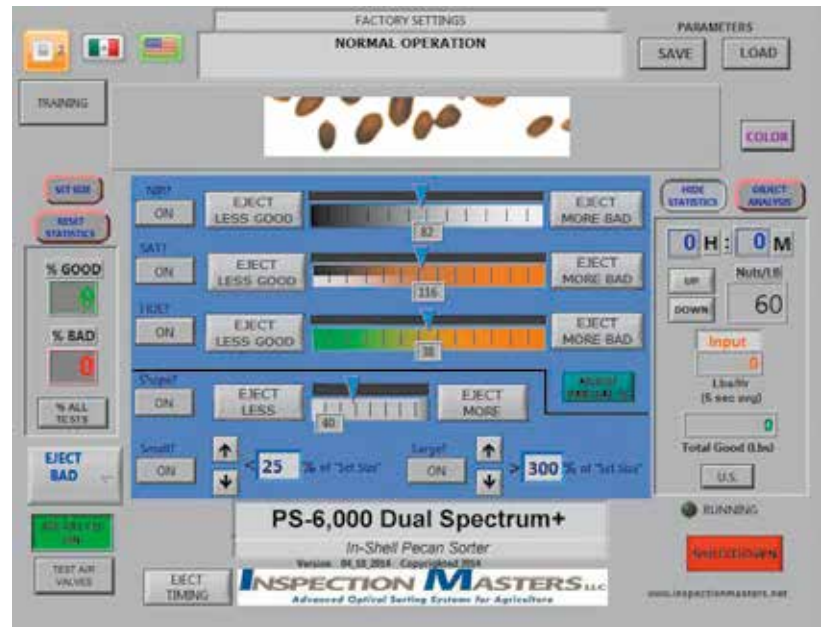 FACTORY SETTINGS
NORMAL OPERATION
PARAMETERS
SAVE
LOAD
2
TRAINING
COLOR
SET SIZE
RESET
STATISTICS
HIDE
STATISTICS
OBJECT
ANALYSIS
NIR?
ON
EJECT
LESS GOOD
82
EJECT
MORE BAD
SAT?
ON
EJECT
LESS GOOD
116
EJECT
MORE BAD
HUE?
ON
EJECT
LESS GOOD
38
EJECT
MORE BAD
Shape?
ON
EJECT
LESS
40
EJECT
MORE
Small?
ON
< 25 % of "Set Size"
Large?
ON
> 300 % of "Set Size"
% GOOD
0
% BAD
0
% ALL
TESTS
EJECT
BAD
ON
TEST AIR
VALVES
EJECT
TIMING
0 H : 0 M
UP
DOWN
Nuts/LB
60
Input
0
Lbs/Hr
(6 sec avg)
0
Total Good (Lbs)
U.S.
RUNNING
SHUTDOWN
PS-6,000 Dual Spectrum+
In-Shell Pecan Sorter
Version 04_10_2014 Copyrighted 2014
INSPECTION MASTERS LLC
Advanced Optical Sorting Systems for Agriculture
www.inspectionmasters.net